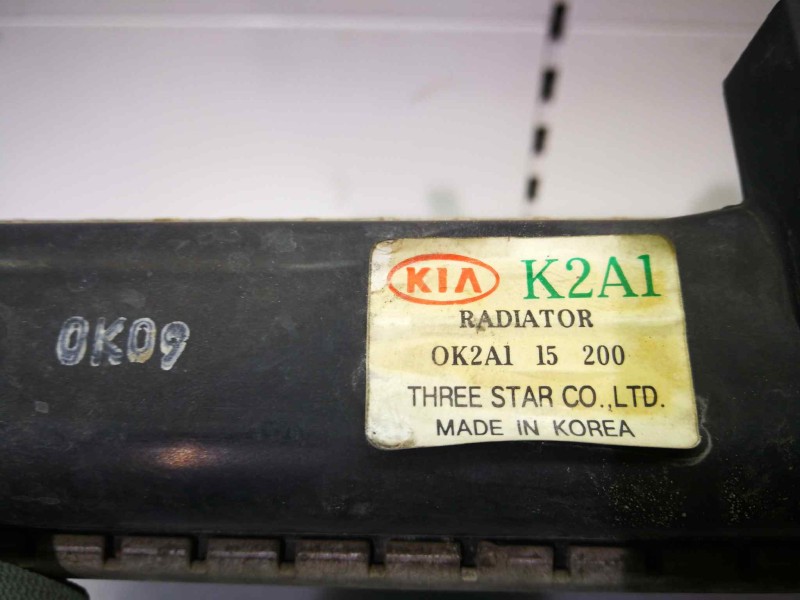 KIA K2A1
RADIATOR
OK2A1 15 200
THREE STAR CO.,LTD.
MADE IN KOREA
0K09